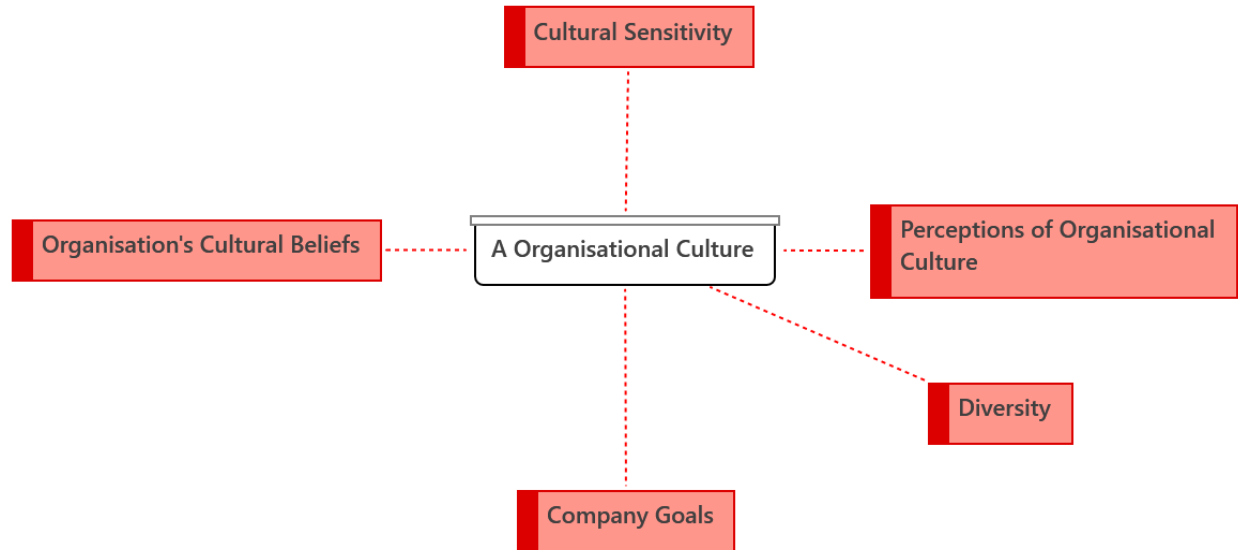 Cultural Sensitivity
Organisation's Cultural Beliefs
A Organisational Culture
Perceptions of Organisational
Culture
Diversity
Company Goals